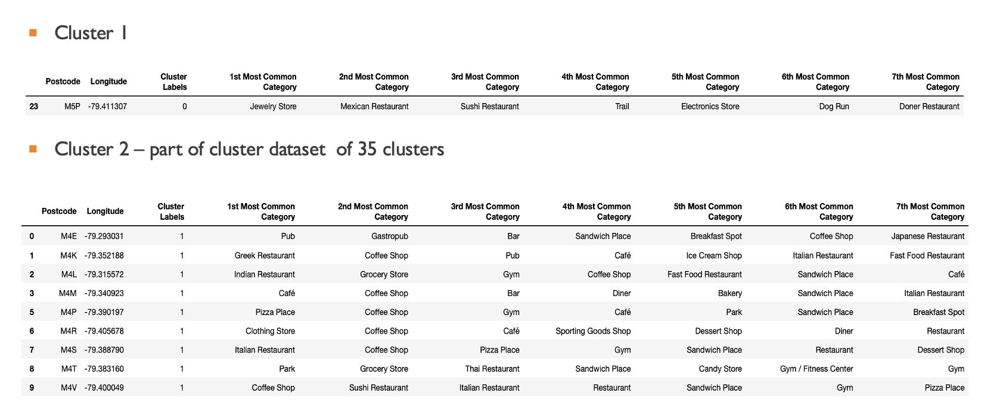 Cluster 1
Postcode Longitude Cluster Labels 1st Most Common Category 2nd Most Common Category 3rd Most Common Category 4th Most Common Category 5th Most Common Category 6th Most Common Category 7th Most Common Category
23 M5P -79.411307 0 Jewelry Store Mexican Restaurant Sushi Restaurant Trail Electronics Store Dog Run Doner Restaurant
Cluster 2 – part of cluster dataset of 35 clusters
Postcode Longitude Cluster Labels 1st Most Common Category 2nd Most Common Category 3rd Most Common Category 4th Most Common Category 5th Most Common Category 6th Most Common Category 7th Most Common Category
0 M4E -79.293031 1 Pub Gastropub Bar Sandwich Place Breakfast Spot Coffee Shop Japanese Restaurant
1 M4K -79.352188 1 Greek Restaurant Coffee Shop Pub Café Ice Cream Shop Italian Restaurant Fast Food Restaurant
2 M4L -79.315572 1 Indian Restaurant Grocery Store Gym Coffee Shop Fast Food Restaurant Sandwich Place Café
3 M4M -79.340923 1 Café Coffee Shop Bar Diner Bakery Sandwich Place Italian Restaurant
5 M4P -79.390197 1 Pizza Place Coffee Shop Gym Café Park Sandwich Place Breakfast Spot
6 M4R -79.405678 1 Clothing Store Coffee Shop Café Sporting Goods Shop Dessert Shop Diner Restaurant
7 M4S -79.388790 1 Italian Restaurant Coffee Shop Pizza Place Gym Sandwich Place Restaurant Dessert Shop
8 M4T -79.383160 1 Park Grocery Store Thai Restaurant Sandwich Place Candy Store Gym / Fitness Center Gym
9 M4V -79.400049 1 Coffee Shop Sushi Restaurant Italian Restaurant Restaurant Sandwich Place Gym Pizza Place